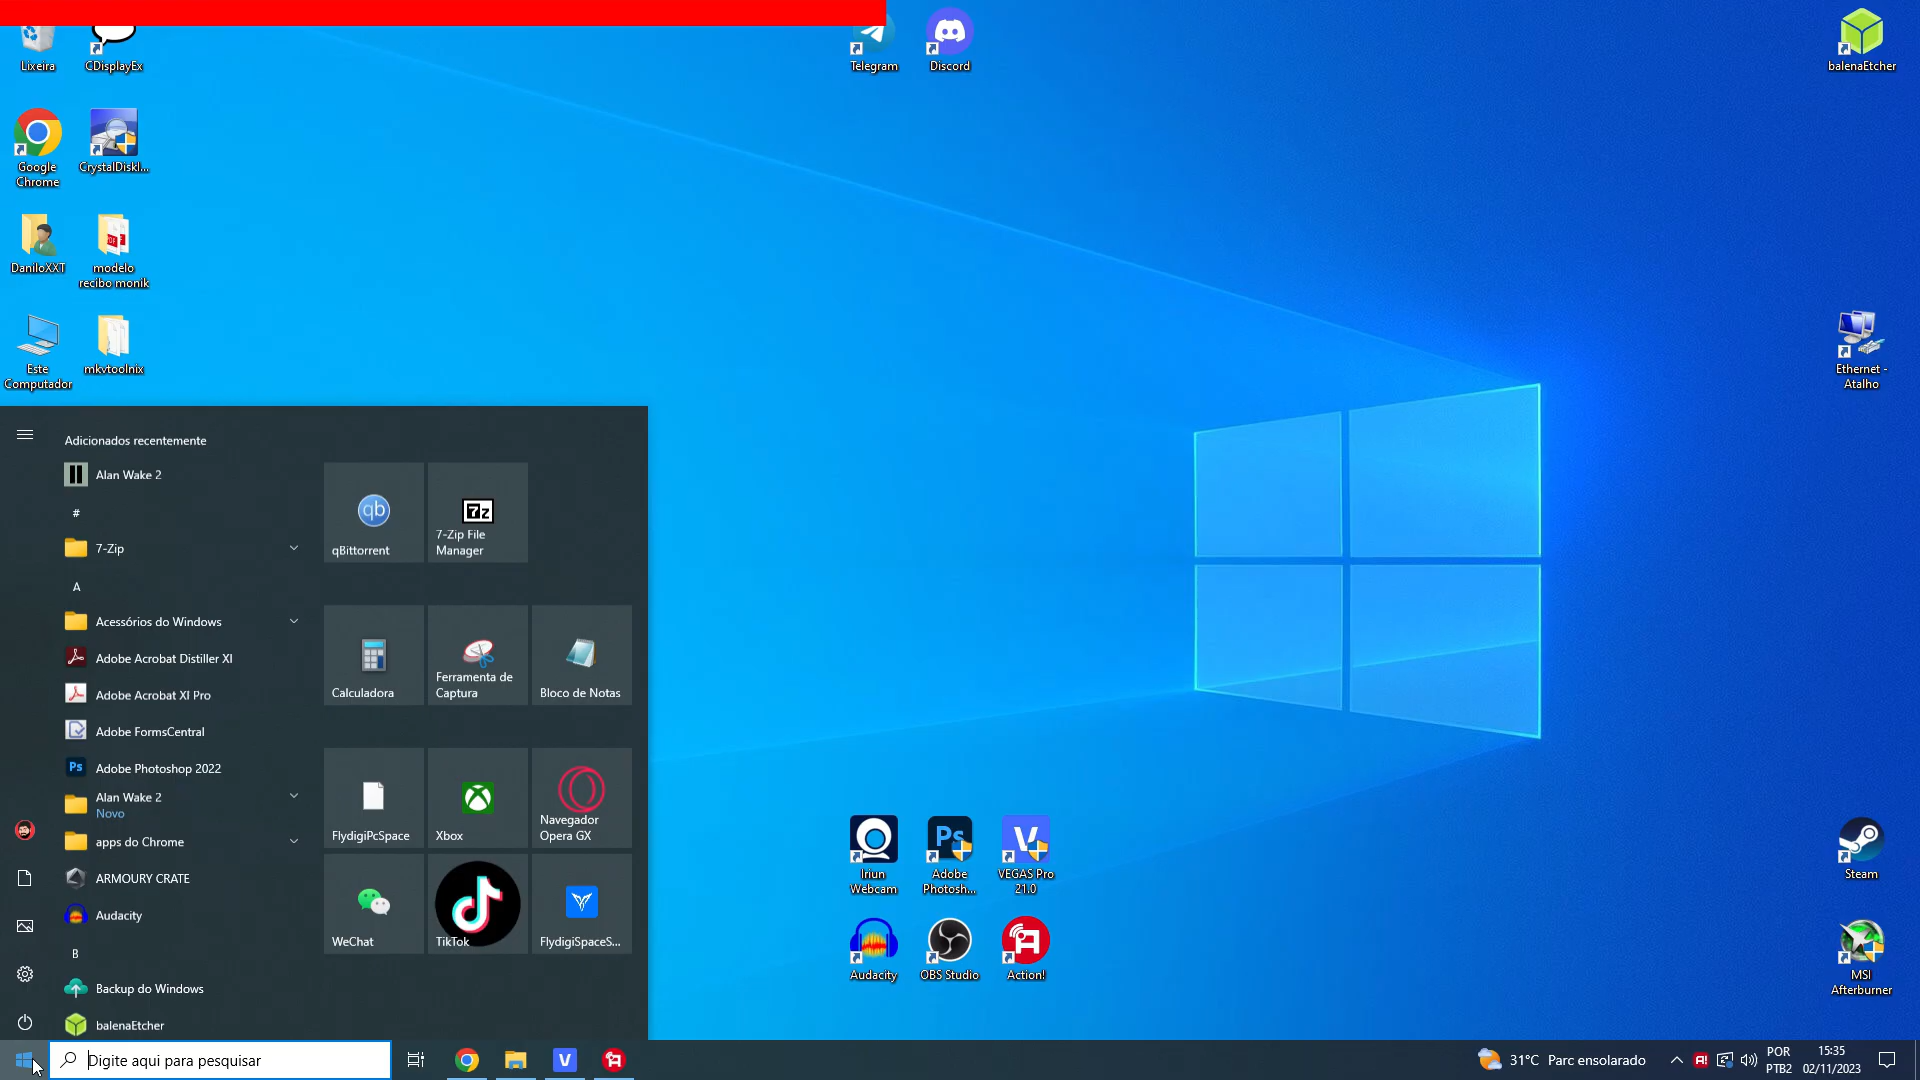 Lixeira
CDisplayEx
Telegram
Discord
balenaEtcher
Google
Chrome
CrystalDiskI...
DaniloXXT
modelo
recibo monik
Este
Computador
mkvtoolnix
Ethernet -
Atalho
Adicionados recentemente
Alan Wake 2
#
7-Zip
A
Acessórios do Windows
Adobe Acrobat Distiller XI
Adobe Acrobat XI Pro
Adobe FormsCentral
Ps
Adobe Photoshop 2022
Alan Wake 2
Novo
apps do Chrome
ARMOURY CRATE
Audacity
B
Backup do Windows
balenaEtcher
qb
qBittorrent
7z
7-Zip File
Manager
Calculadora
Ferramenta de
Captura
Bloco de Notas
FlydigiPcSpace
Xbox
Navegador
Opera GX
WeChat
TikTok
FlydigiSpaceS...
Iriun
Webcam
Ps
Adobe
Photosh...
V
VEGAS Pro
21.0
Audacity
OBS Studio
Action!
Steam
MSI
Afterburner
Digite aqui para pesquisar
V
31°C Parc ensolarado
POR
PTB2
15:35
02/11/2023